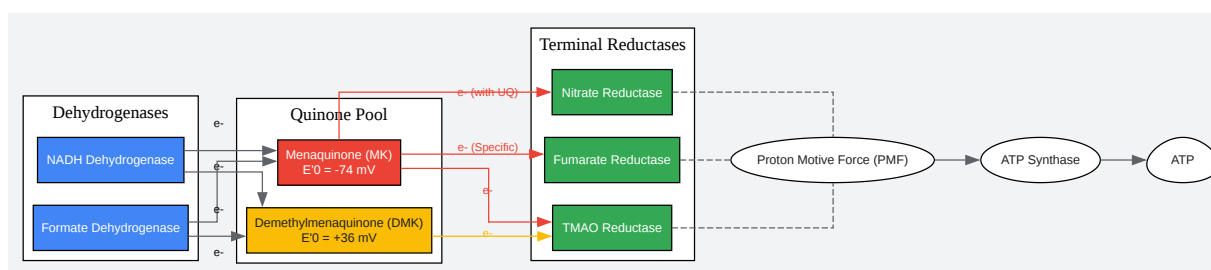 Dehydrogenases
NADH Dehydrogenase
Formate Dehydrogenase
e-
e-
e-
e-
Quinone Pool
Menaquinone (MK)
E'0 = -74 mV
Demethylmenaquinone (DMK)
E'0 = +36 mV
e- (with UQ)
e- (Specific)
e-
e-
Terminal Reductases
Nitrate Reductase
Fumarate Reductase
TMAO Reductase
Proton Motive Force (PMF)
ATP Synthase
ATP